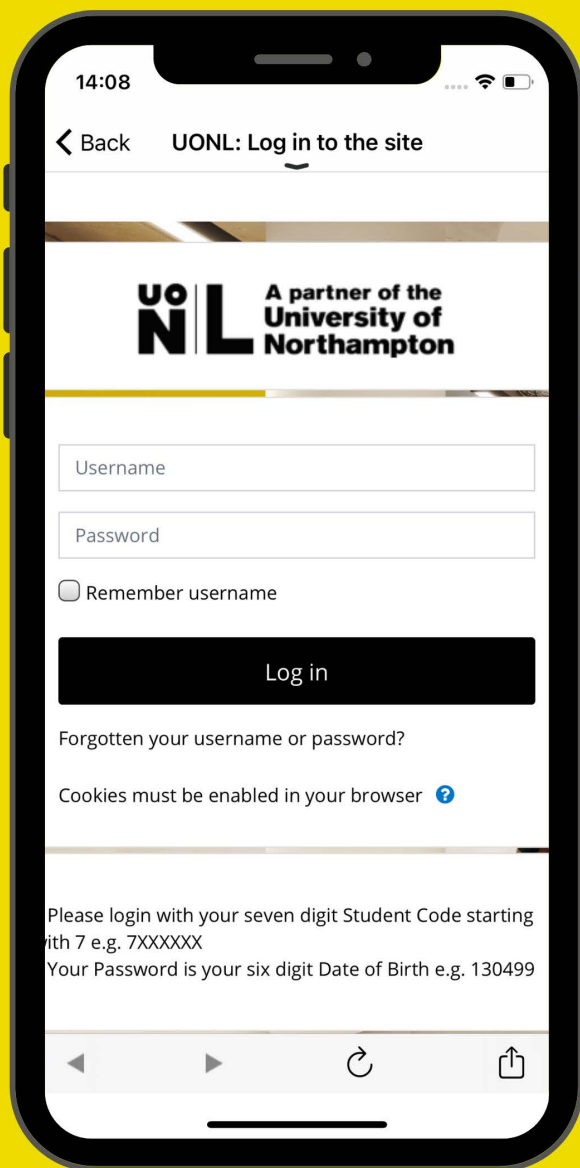 14:08
Back UONL: Log in to the site
UO
N L
A partner of the
University of
Northampton
Username
Password
Remember username
Log in
Forgotten your username or password?
Cookies must be enabled in your browser ?
Please login with your seven digit Student Code starting
ith 7 e.g. 7XXXXXX
Your Password is your six digit Date of Birth e.g. 130499